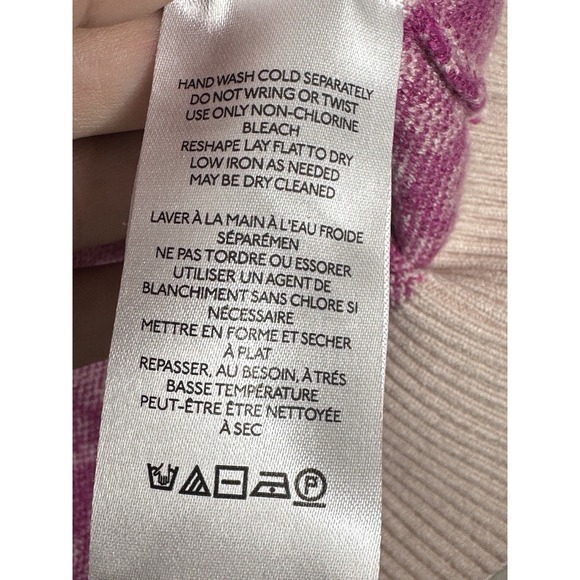 HAND WASH COLD SEPARATELY
DO NOT WRING OR TWIST
USE ONLY NON-CHLORINE
BLEACH
RESHAPE LAY FLAT TO DRY
LOW IRON AS NEEDED
MAY BE DRY CLEANED
LAVER À LA MAIN À L'EAU FROIDE
SÉPARÉMEN
NE PAS TORDRE OU ESSORER
UTILISER UN AGENT DE
BLANCHIMENT SANS CHLORE SI
NÉCESSAIRE
METTRE EN FORME ET SECHER
À PLAT
REPASSER, AU BESOIN, À TRÉS
BASSE TEMPÉRATURE
PEUT-ÊTRE ÊTRE NETTOYÉE
À SEC
P